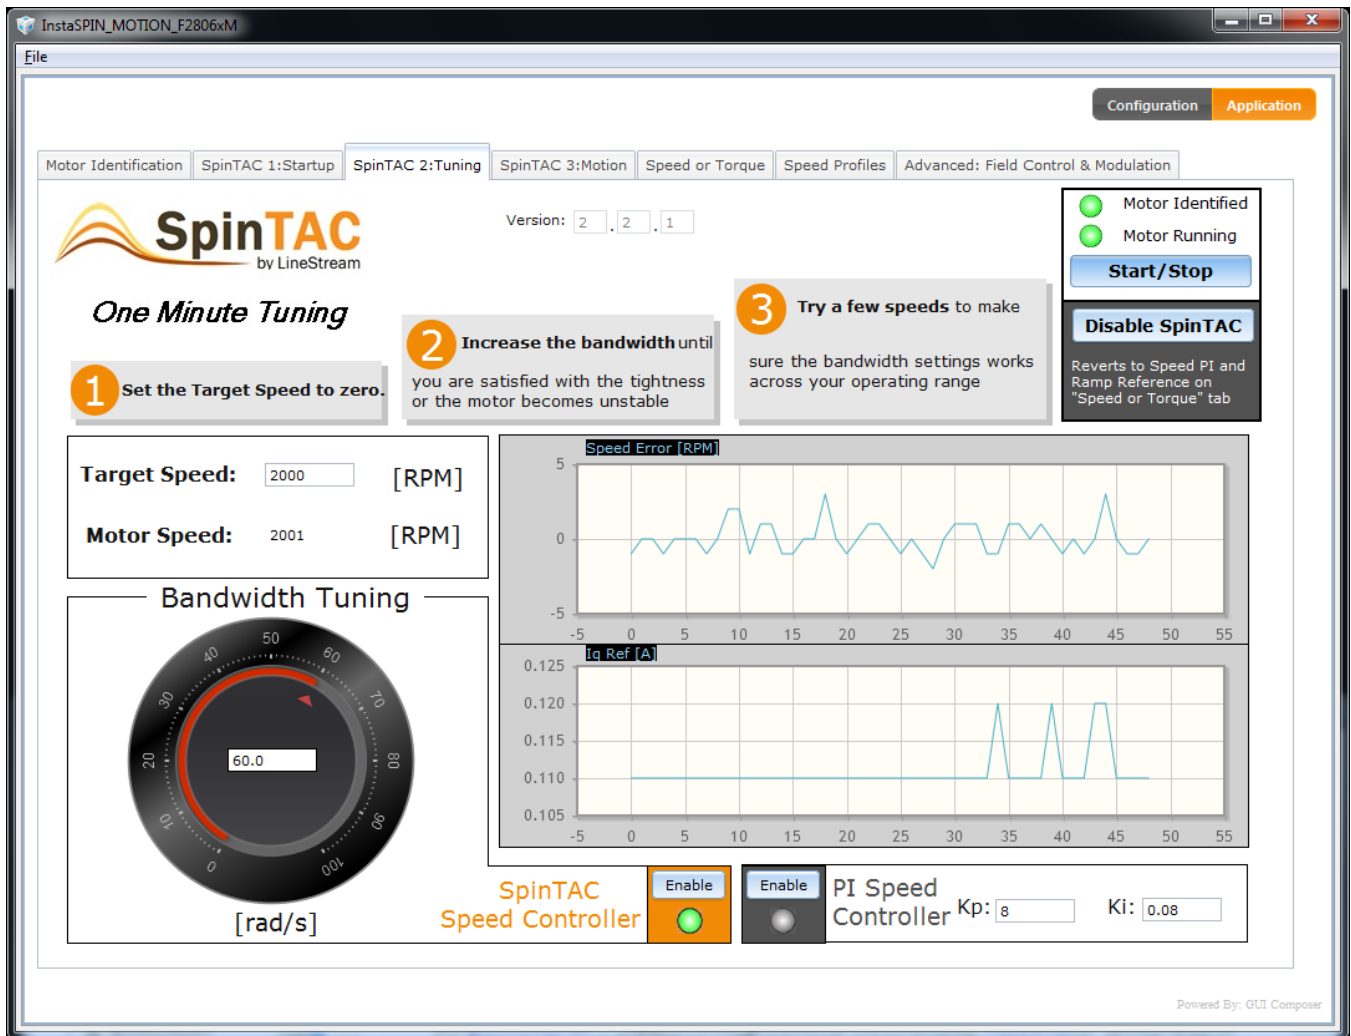 InstaSPIN_MOTION_F2806xM
File
Configuration Application
Motor Identification SpinTAC 1:Startup SpinTAC 2:Tuning SpinTAC 3:Motion Speed or Torque Speed Profiles Advanced: Field Control & Modulation
SpinTAC
by LineStream
Version: 2 . 2 . 1
Motor Identified
Motor Running
Start/Stop
Disable SpinTAC
Reverts to Speed PI and
Ramp Reference on
"Speed or Torque" tab
One Minute Tuning
1 Set the Target Speed to zero.
2 Increase the bandwidth until
you are satisfied with the tightness
or the motor becomes unstable
3 Try a few speeds to make
sure the bandwidth settings works
across your operating range
Target Speed: 2000 [RPM]
Motor Speed: 2001 [RPM]
Bandwidth Tuning
0 10 20 30 40 50 60 70 80 90 100
60.0
[rad/s]
Speed Error [RPM]
5
0
-5
-5 0 5 10 15 20 25 30 35 40 45 50 55
Iq Ref [A]
0.125
0.120
0.115
0.110
0.105
-5 0 5 10 15 20 25 30 35 40 45 50 55
SpinTAC
Speed Controller
Enable
Enable
PI Speed
Controller
Kp: 8
Ki: 0.08
Powered By: GUI Composer